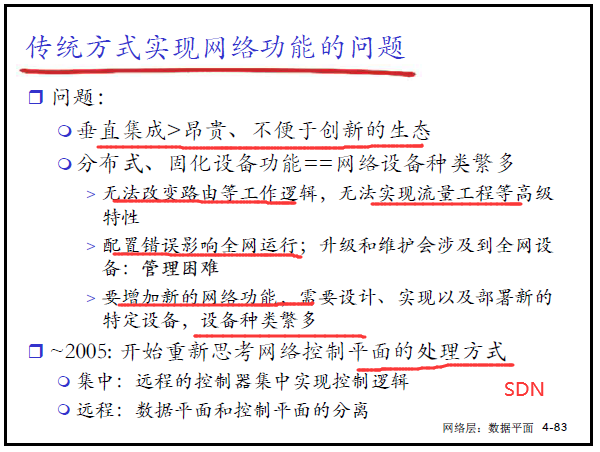 传统方式实现网络功能的问题
问题：
垂直集成>昂贵、不便于创新的生态
分布式、固化设备功能==网络设备种类繁多
> 无法改变路由等工作逻辑，无法实现流量工程等高级
特性
> 配置错误影响全网运行；升级和维护会涉及到全网设
备：管理困难
> 要增加新的网络功能，需要设计、实现以及部署新的
特定设备，设备种类繁多
~2005: 开始重新思考网络控制平面的处理方式
集中：远程的控制器集中实现控制逻辑
远程：数据平面和控制平面的分离
SDN
网络层：数据平面 4-83